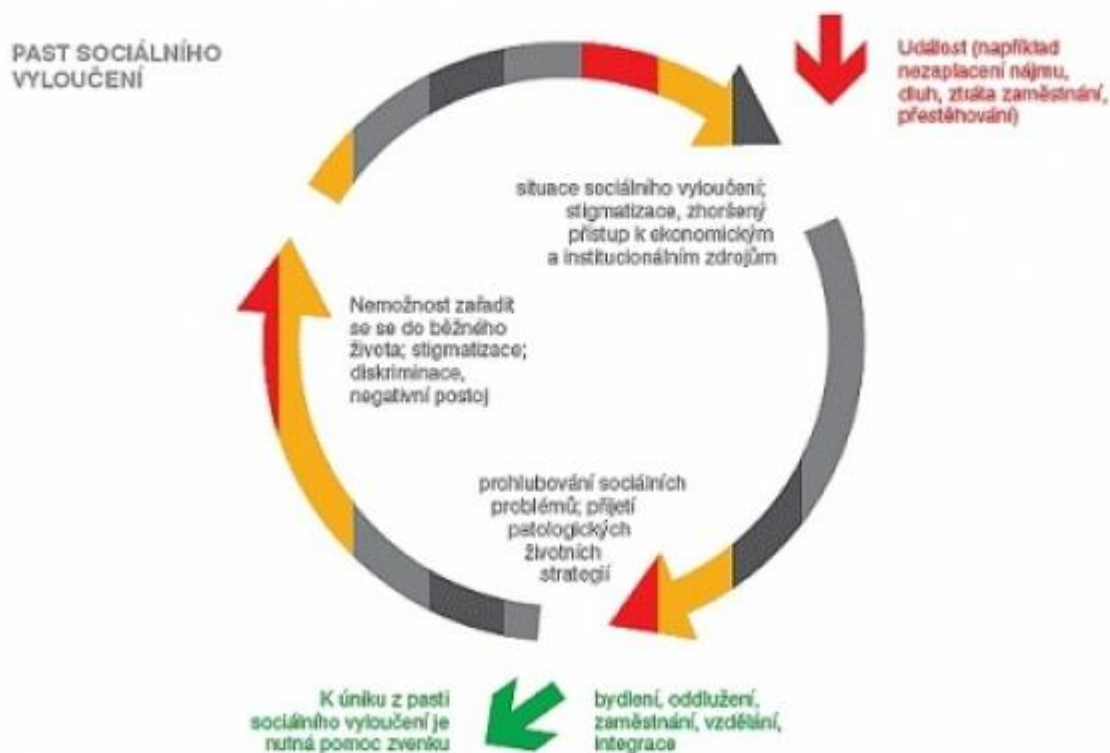 PAST SOCIÁLNÍHO
VYLOUČENÍ
Událost (například
nezaplacení nájmu,
dluh, ztráta zaměstnání,
přestěhování)
situace sociálního vyloučení;
stigmatizace, zhoršený
přístup k ekonomickým
a institucionálním zdrojům
Nemožnost zařadit
se se do běžného
života; stigmatizace;
diskriminace,
negativní postoj
prohlubování sociálních
problémů; přijetí
patologických
životních
strategií
K úniku z pasti
sociálního vyloučení je
nutná pomoc zvenku
bydlení, oddlužení,
zaměstnání, vzdělání,
integrace